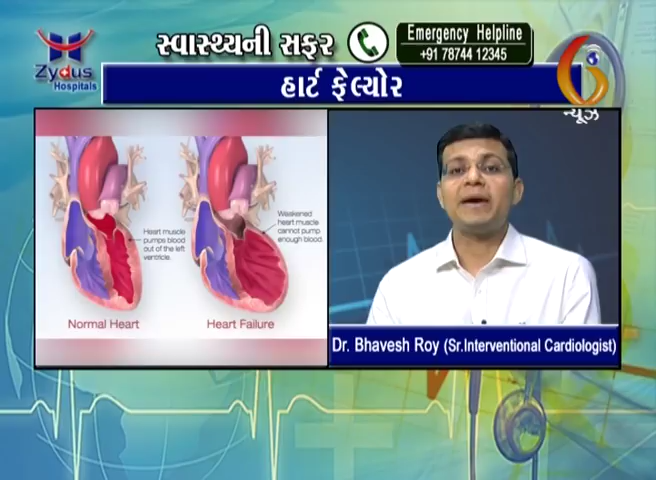 Zydus
Hospitals
સ્વાસ્થ્યની સફર
Emergency Helpline
+91 78744 12345
હાર્ટ ફેલ્યોર
ન્યૂઝ
Heart muscle
pumps blood
out of the left
ventricle.
Weakened
heart muscle
cannot pump
enough blood.
Normal Heart
Heart Failure
Dr. Bhavesh Roy (Sr.Interventional Cardiologist)